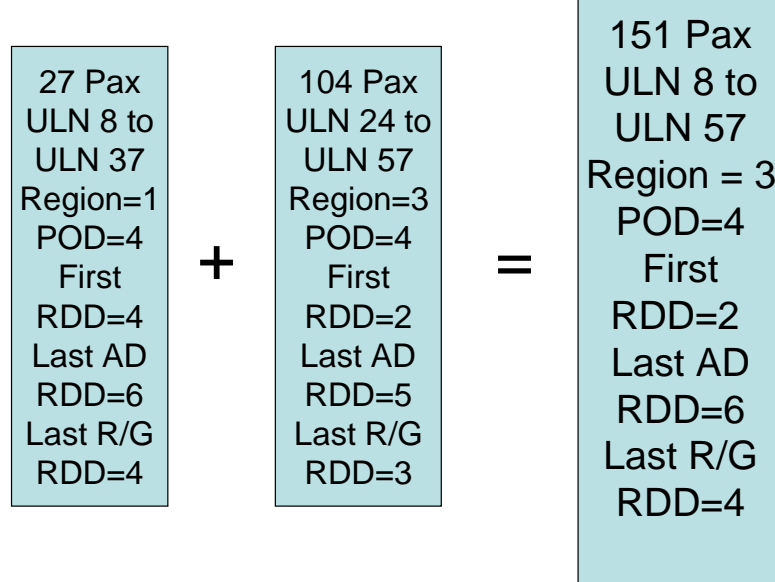 27 Pax
ULN 8 to
ULN 37
Region=1
POD=4
First
RDD=4
Last AD
RDD=6
Last R/G
RDD=4
+
104 Pax
ULN 24 to
ULN 57
Region=3
POD=4
First
RDD=2
Last AD
RDD=5
Last R/G
RDD=3
=
151 Pax
ULN 8 to
ULN 57
Region = 3
POD=4
First
RDD=2
Last AD
RDD=6
Last R/G
RDD=4